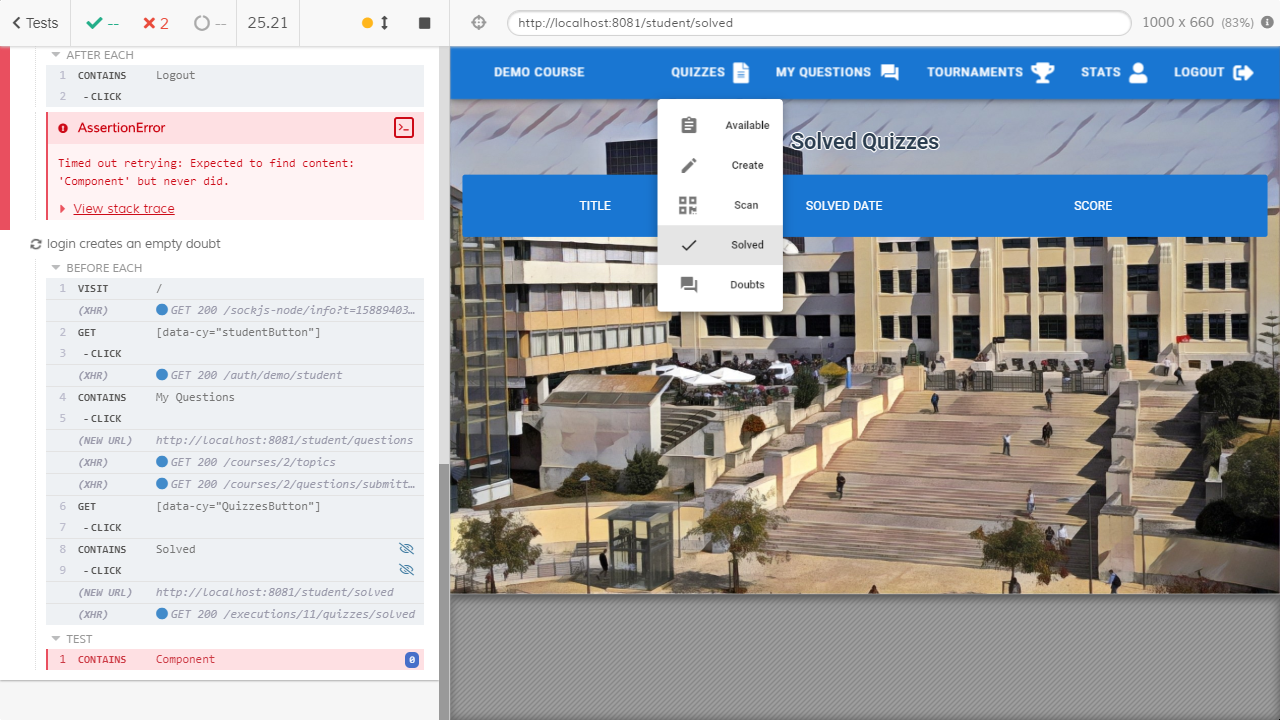 Tests
--
2
--
25.21
AFTER EACH
1 CONTAINS Logout
2 -CLICK
AssertionError
Timed out retrying: Expected to find content:
'Component' but never did.
View stack trace
login creates an empty doubt
BEFORE EACH
1 VISIT /
(XHR) GET 200 /sockjs-node/info?t=15889403…
2 GET [data-cy="studentButton"]
3 -CLICK
(XHR) GET 200 /auth/demo/student
4 CONTAINS My Questions
5 -CLICK
(NEW URL) http://localhost:8081/student/questions
(XHR) GET 200 /courses/2/topics
(XHR) GET 200 /courses/2/questions/submitt…
6 GET [data-cy="QuizzesButton"]
7 -CLICK
8 CONTAINS Solved
9 -CLICK
(NEW URL) http://localhost:8081/student/solved
(XHR) GET 200 /executions/11/quizzes/solved
TEST
1 CONTAINS Component 0
http://localhost:8081/student/solved
1000 x 660 (83%)
DEMO COURSE QUIZZES MY QUESTIONS TOURNAMENTS STATS LOGOUT
Available
Create
Scan
Solved
Doubts
Solved Quizzes
TITLE SOLVED DATE SCORE